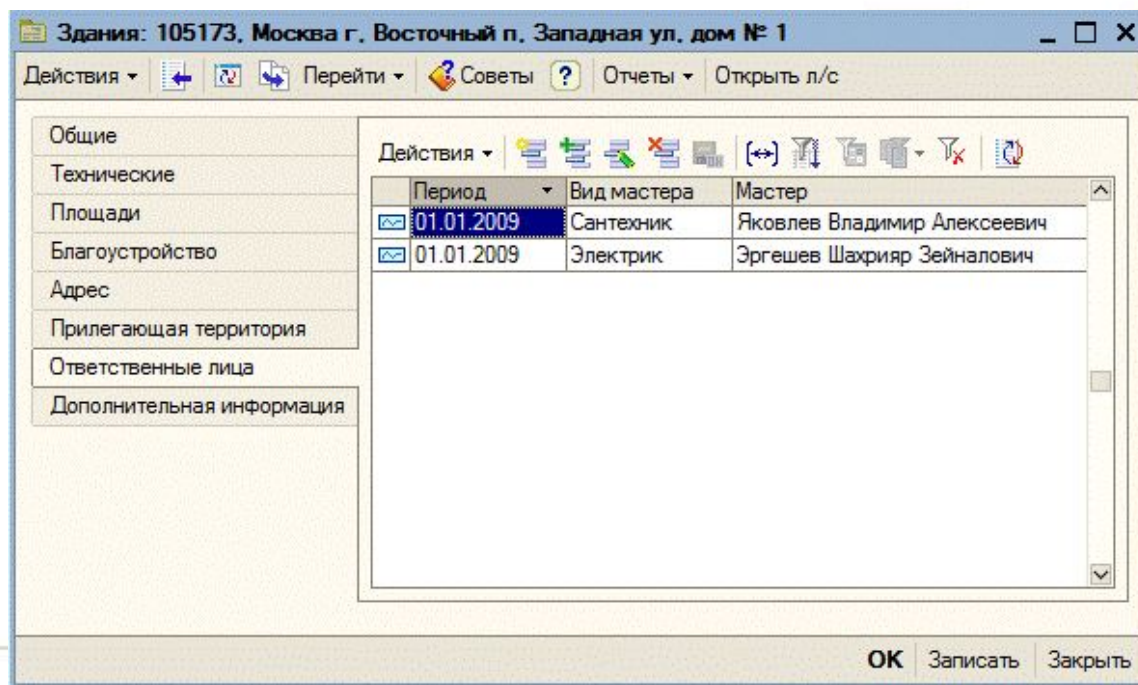 Здания: 105173, Москва г, Восточный п, Западная ул, дом № 1
Действия Перейти Советы ? Отчеты Открыть л/с
Общие
Технические
Площади
Благоустройство
Адрес
Прилегающая территория
Ответственные лица
Дополнительная информация
Действия
Период Вид мастера Мастер
01.01.2009 Сантехник Яковлев Владимир Алексеевич
01.01.2009 Электрик Эргешев Шахрияр Зейналович
OK Записать Закрыть